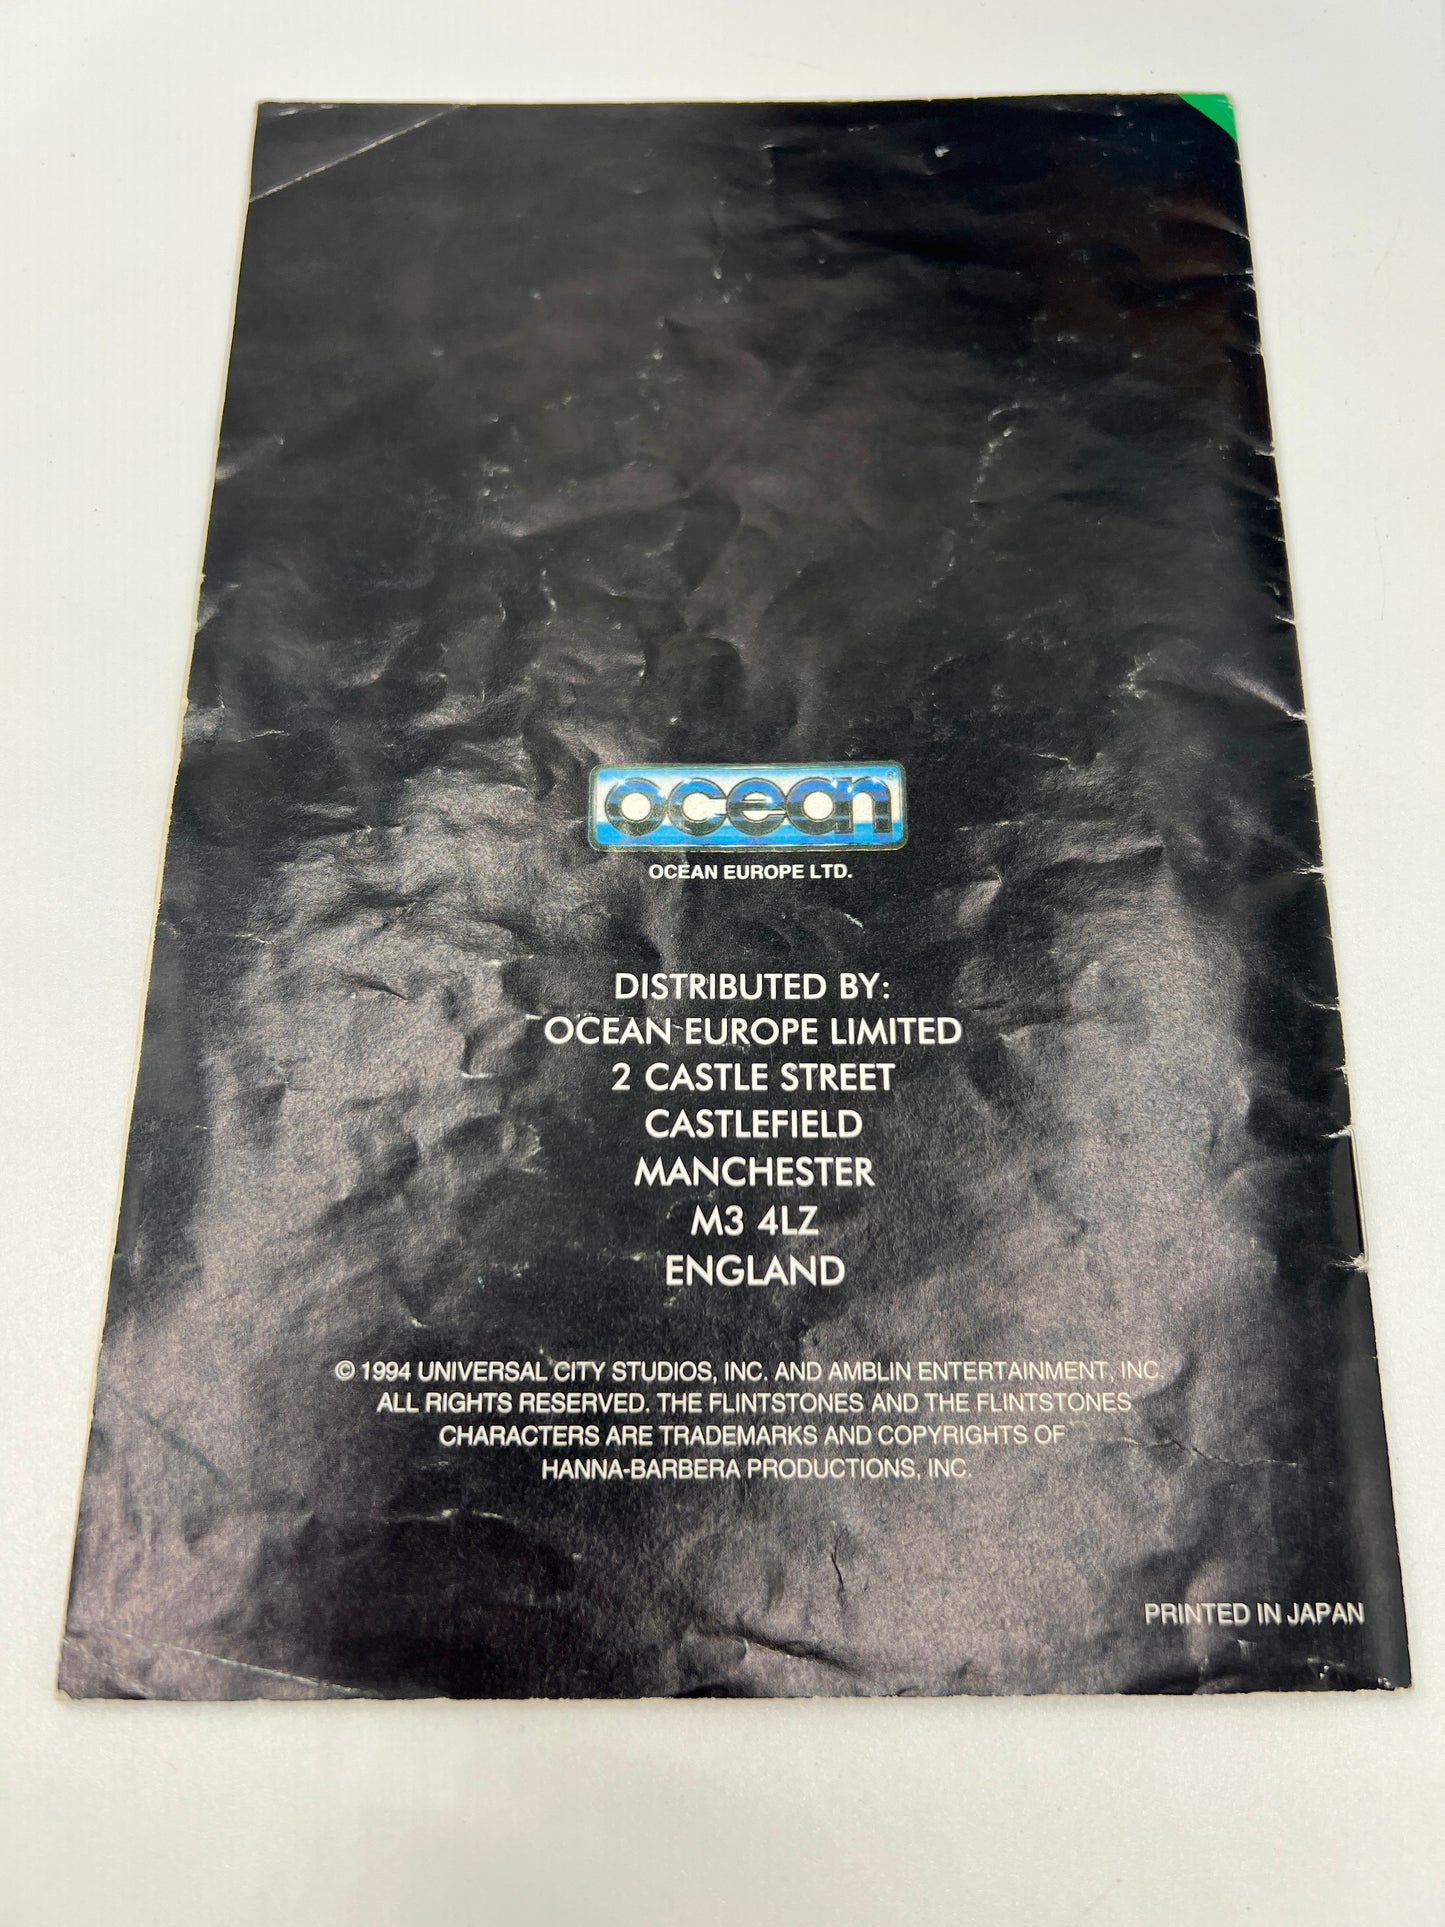 ocean®
OCEAN EUROPE LTD.
DISTRIBUTED BY:
OCEAN EUROPE LIMITED
2 CASTLE STREET
CASTLEFIELD
MANCHESTER
M3 4LZ
ENGLAND
© 1994 UNIVERSAL CITY STUDIOS, INC. AND AMBLIN ENTERTAINMENT, INC.
ALL RIGHTS RESERVED. THE FLINTSTONES AND THE FLINTSTONES
CHARACTERS ARE TRADEMARKS AND COPYRIGHTS OF
HANNA-BARBERA PRODUCTIONS, INC.
PRINTED IN JAPAN